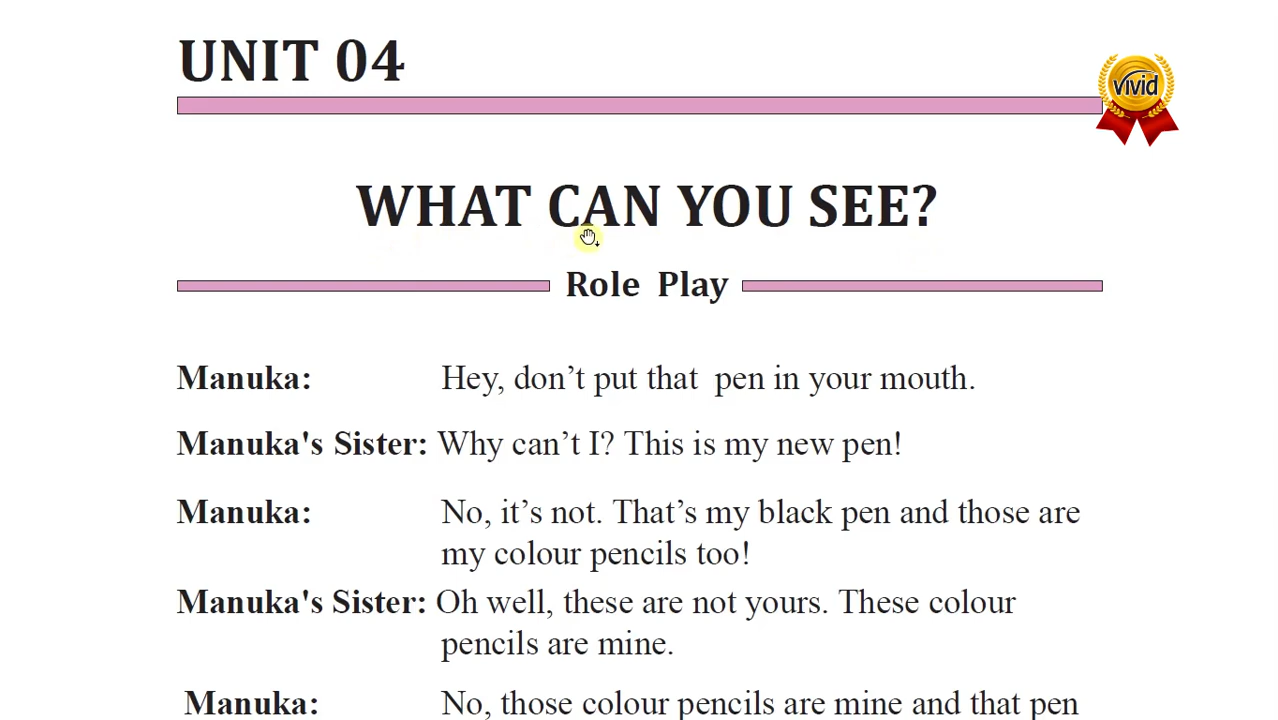 UNIT 04
vivid
WHAT CAN YOU SEE?
Role Play
Manuka: Hey, don’t put that pen in your mouth.
Manuka's Sister: Why can’t I? This is my new pen!
Manuka: No, it’s not. That’s my black pen and those are
my colour pencils too!
Manuka's Sister: Oh well, these are not yours. These colour
pencils are mine.
Manuka: No, those colour pencils are mine and that pen